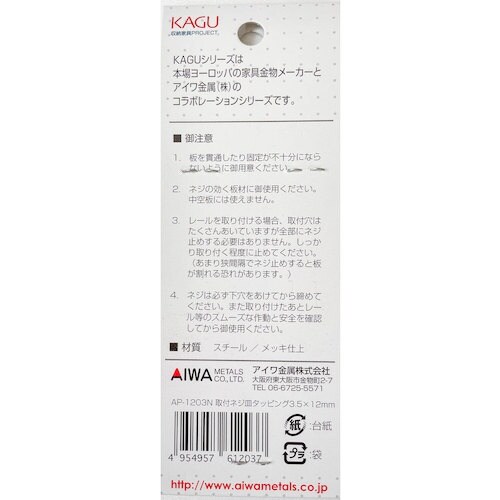 KAGU
収納家具PROJECT.
KAGUシリーズは
本場ヨーロッパの家具金物メーカーと
アイワ金属（株）の
コラボレーションシリーズです。
■ 御注意
1. 板を貫通したり固定が不十分になら
ないように御用意ください。
2. ネジの効く板材に御使用ください。
中空板には使えません。
3. レールを取り付ける場合、取付穴は
たくさんあいていますが全部にネジ
止めする必要はありません。しっか
り取り付く程度に止めてください。
（あまり狭間隔でネジ止めすると板
が割れる恐れがあります。）
4. ネジは必ず下穴をあけてから締めて
ください。また取り付けたあとレー
ル等のスムーズな作動と安全を確認
してから御使用ください。
■ 材質 スチール ／ メッキ仕上
AIWA METALS CO., LTD.
アイワ金属株式会社
大阪府東大阪市金物町2-7
TEL 06-6725-5571
AP-1203N 取付ネジ皿タッピング3.5×12mm
4 954957 612037
紙 :台紙
プラ :袋
http://www.aiwametals.co.jp